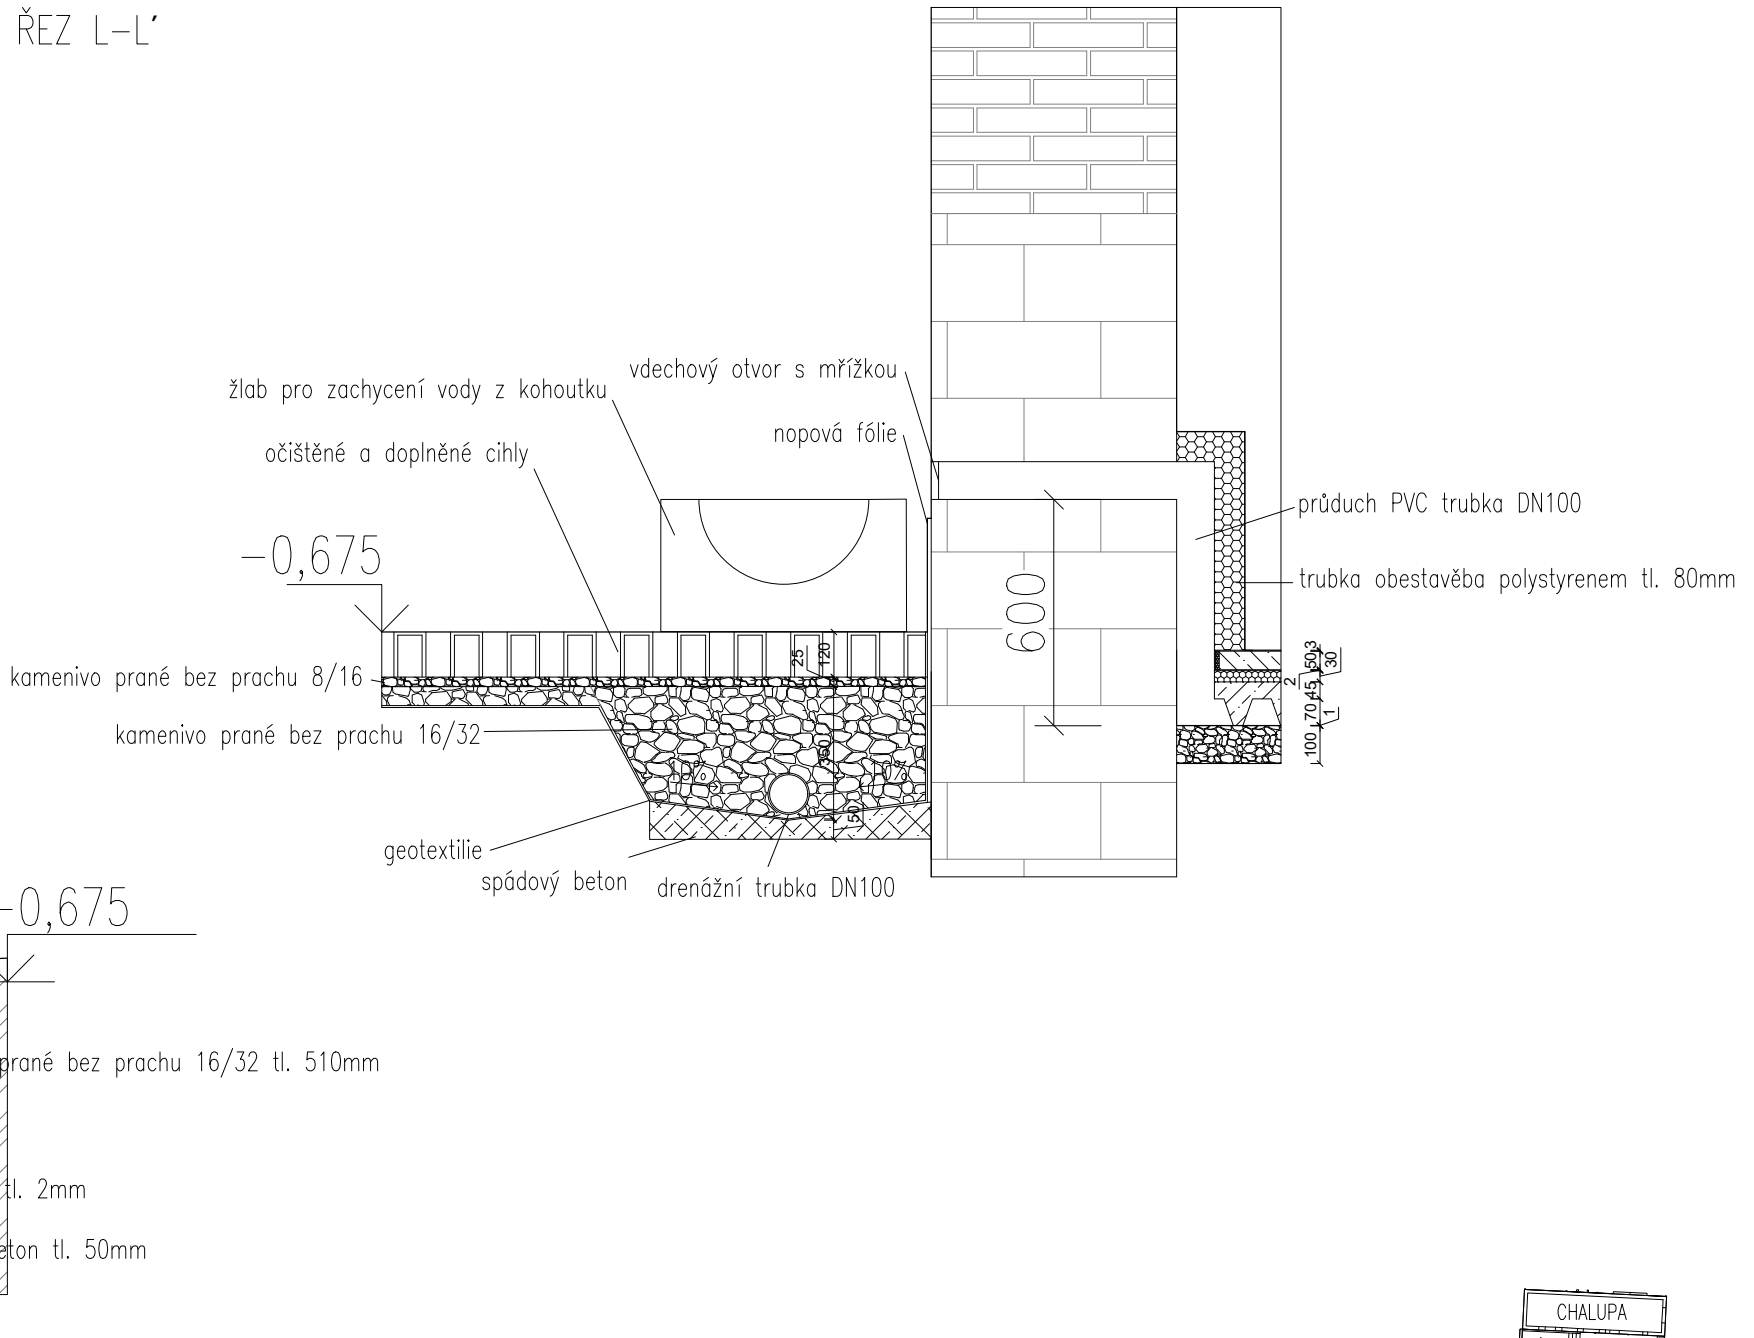 ŘEZ L-L'
vdechový otvor s mřížkou
žlab pro zachycení vody z kohoutku
nopová fólie
očištěné a doplněné cihly
průduch PVC trubka DN100
-0,675
trubka obestavěba polystyrenem tl. 80mm
600
25
120
3
50
30
2
45
70
1
100
kamenivo prané bez prachu 8/16
kamenivo prané bez prachu 16/32
350
10%
10%
50
geotextilie
spádový beton
drenážní trubka DN100
-0,675
prané bez prachu 16/32 tl. 510mm
tl. 2mm
eton tl. 50mm
CHALUPA